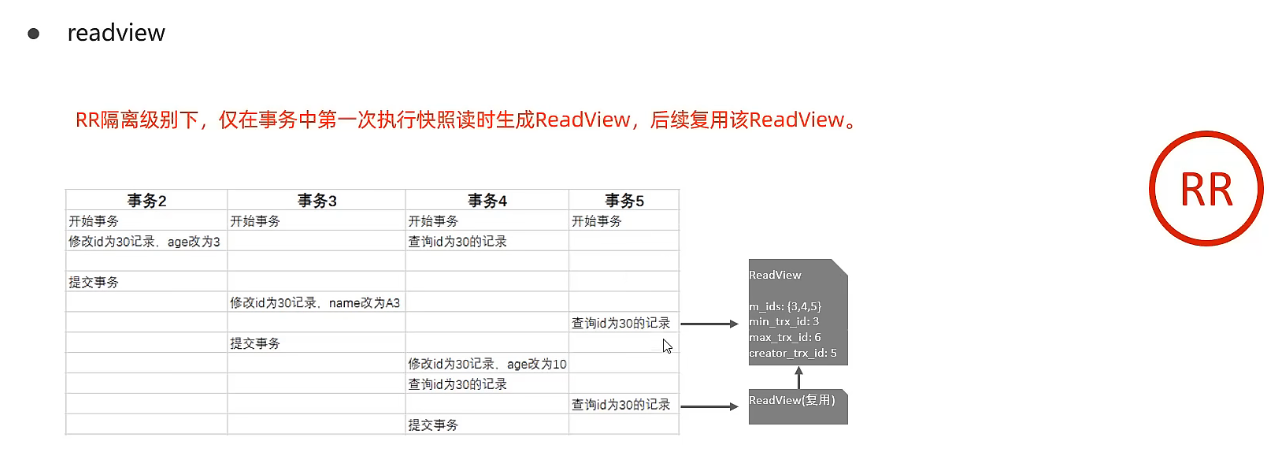 readview
RR隔离级别下，仅在事务中第一次执行快照读时生成ReadView，后续复用该ReadView。
RR
事务2 事务3 事务4 事务5
开始事务 开始事务 开始事务 开始事务
修改id为30记录，age改为3 查询id为30的记录
提交事务
修改id为30记录，name改为A3
查询id为30的记录
提交事务
修改id为30记录，age改为10
查询id为30的记录
查询id为30的记录
提交事务
ReadView
m_ids: {3,4,5}
min_trx_id: 3
max_trx_id: 6
creator_trx_id: 5
ReadView(复用)